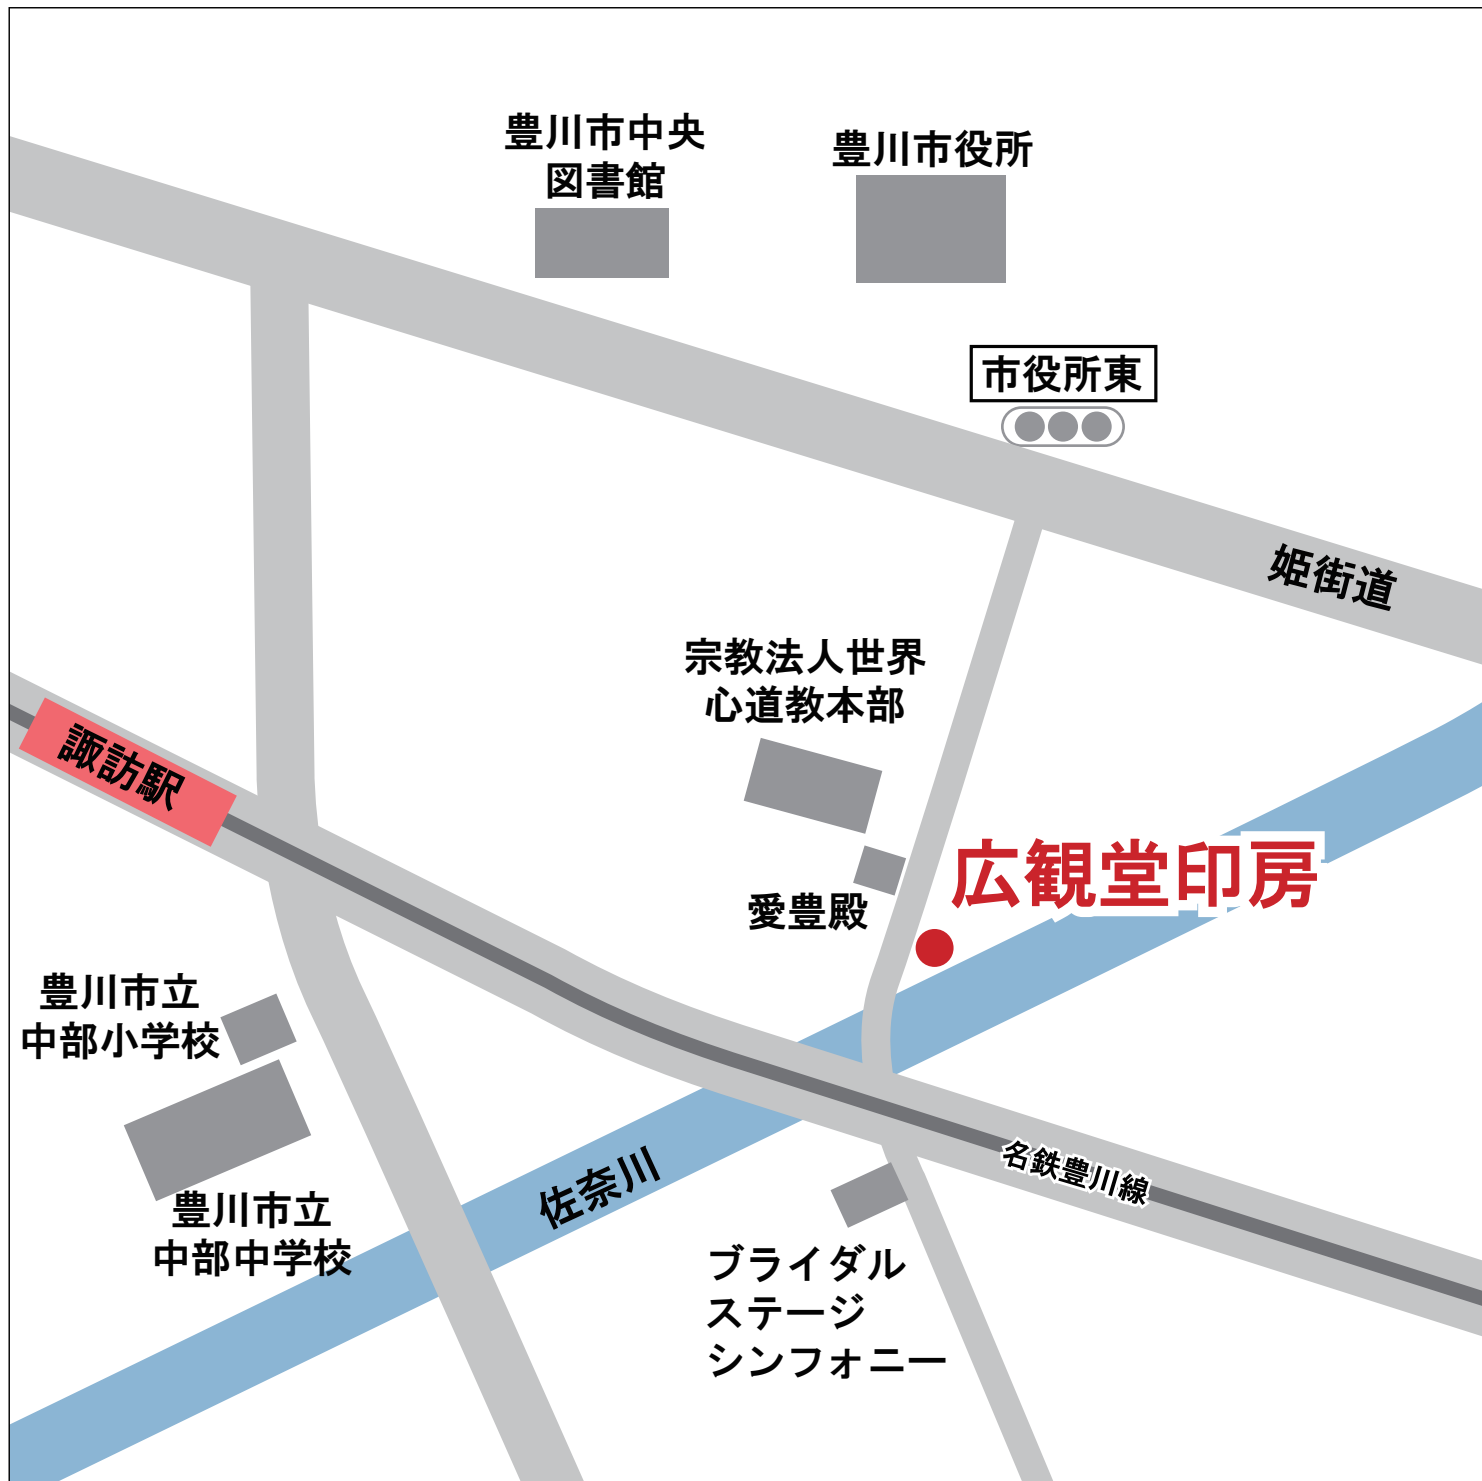 豊川市中央
図書館
豊川市役所
市役所東
姫街道
宗教法人世界
心道教本部
諏訪駅
広観堂印房
愛豊殿
豊川市立
中部小学校
名鉄豊川線
佐奈川
豊川市立
中部中学校
ブライダル
ステージ
シンフォニー